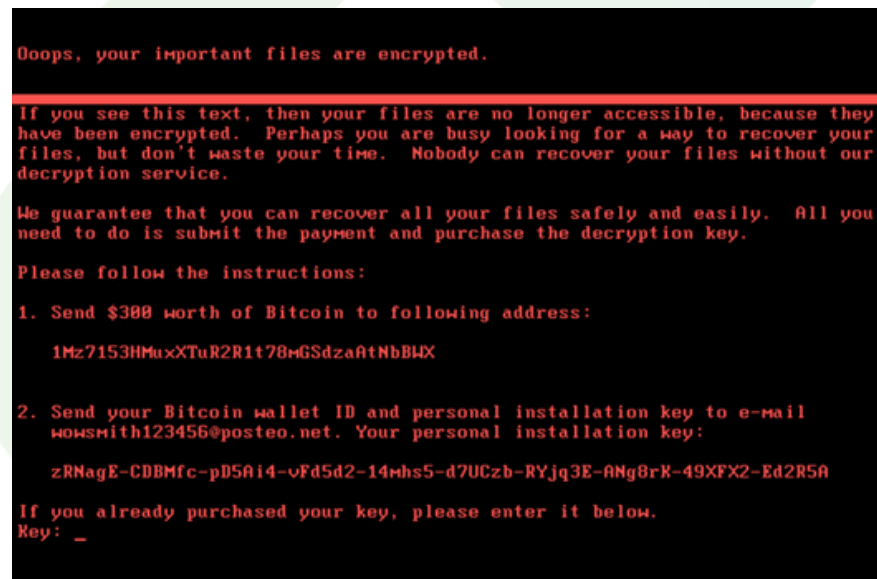 Ooops, your important files are encrypted.
If you see this text, then your files are no longer accessible, because they
have been encrypted.  Perhaps you are busy looking for a way to recover your
files, but don't waste your time.  Nobody can recover your files without our
decryption service.
We guarantee that you can recover all your files safely and easily.  All you
need to do is submit the payment and purchase the decryption key.
Please follow the instructions:
1. Send $300 worth of Bitcoin to following address:
1Mz7153HMuxXTuR2R1t78mGSdzaAtNbBWX
2. Send your Bitcoin wallet ID and personal installation key to e-mail
wowsmith123456@posteo.net. Your personal installation key:
zRNagE-CDBMfc-pD5Ai4-vFd5d2-14mhs5-d7UCzb-RYjq3E-ANg8rK-49XFX2-Ed2R5A
If you already purchased your key, please enter it below.
Key: _